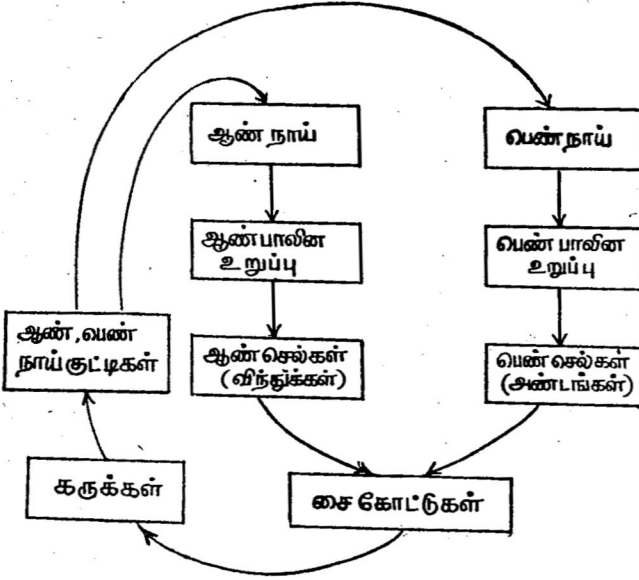 ஆண் நாய்
பெண் நாய்
ஆண்பாலின
உறுப்பு
பெண்பாலின
உறுப்பு
ஆண், பெண்
நாய்குட்டிகள்
ஆண்செல்கள்
(விந்துக்கள்)
பெண்செல்கள்
(அண்டங்கள்)
கருக்கள்
சைகோட்டுகள்